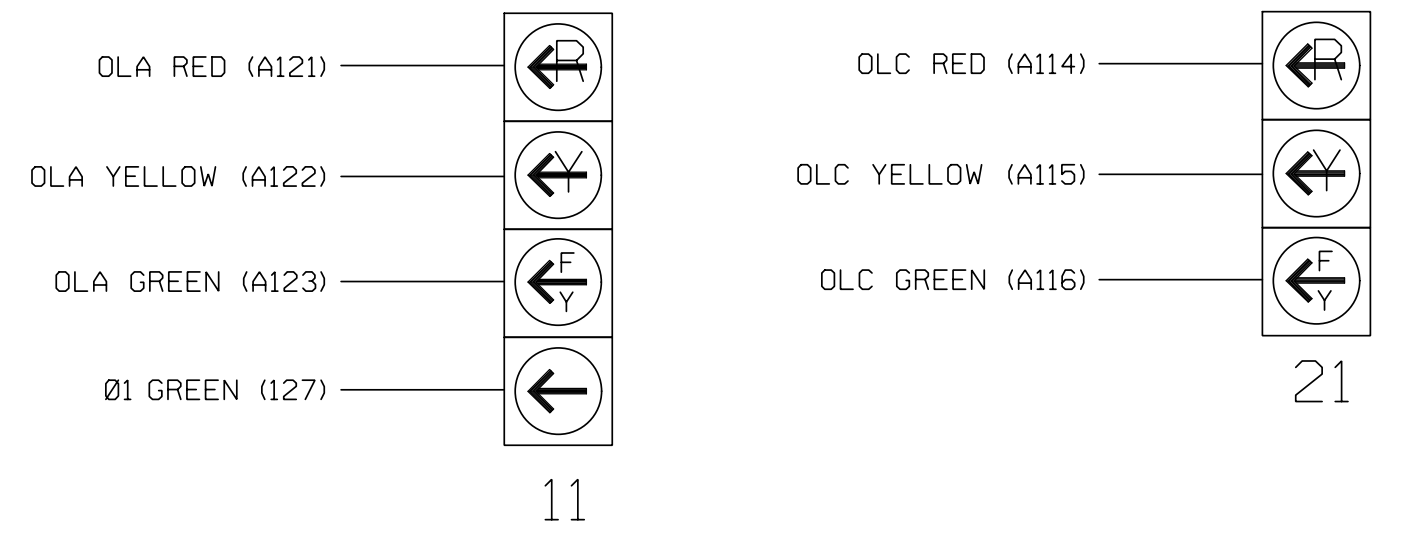 OLA RED (A121)
R
OLA YELLOW (A122)
Y
OLA GREEN (A123)
F
Y
Ø1 GREEN (127)
11
OLC RED (A114)
R
OLC YELLOW (A115)
Y
OLC GREEN (A116)
F
Y
21